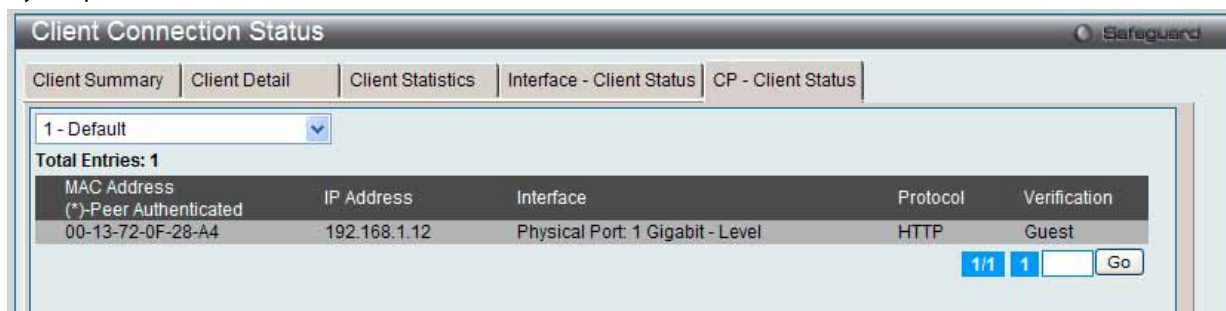 Client Connection Status
Safeguard
Client Summary Client Detail Client Statistics Interface - Client Status CP - Client Status
1 - Default
Total Entries: 1
MAC Address
(*)-Peer Authenticated IP Address Interface Protocol Verification
00-13-72-0F-28-A4 192.168.1.12 Physical Port: 1 Gigabit - Level HTTP Guest
1/1 1 Go